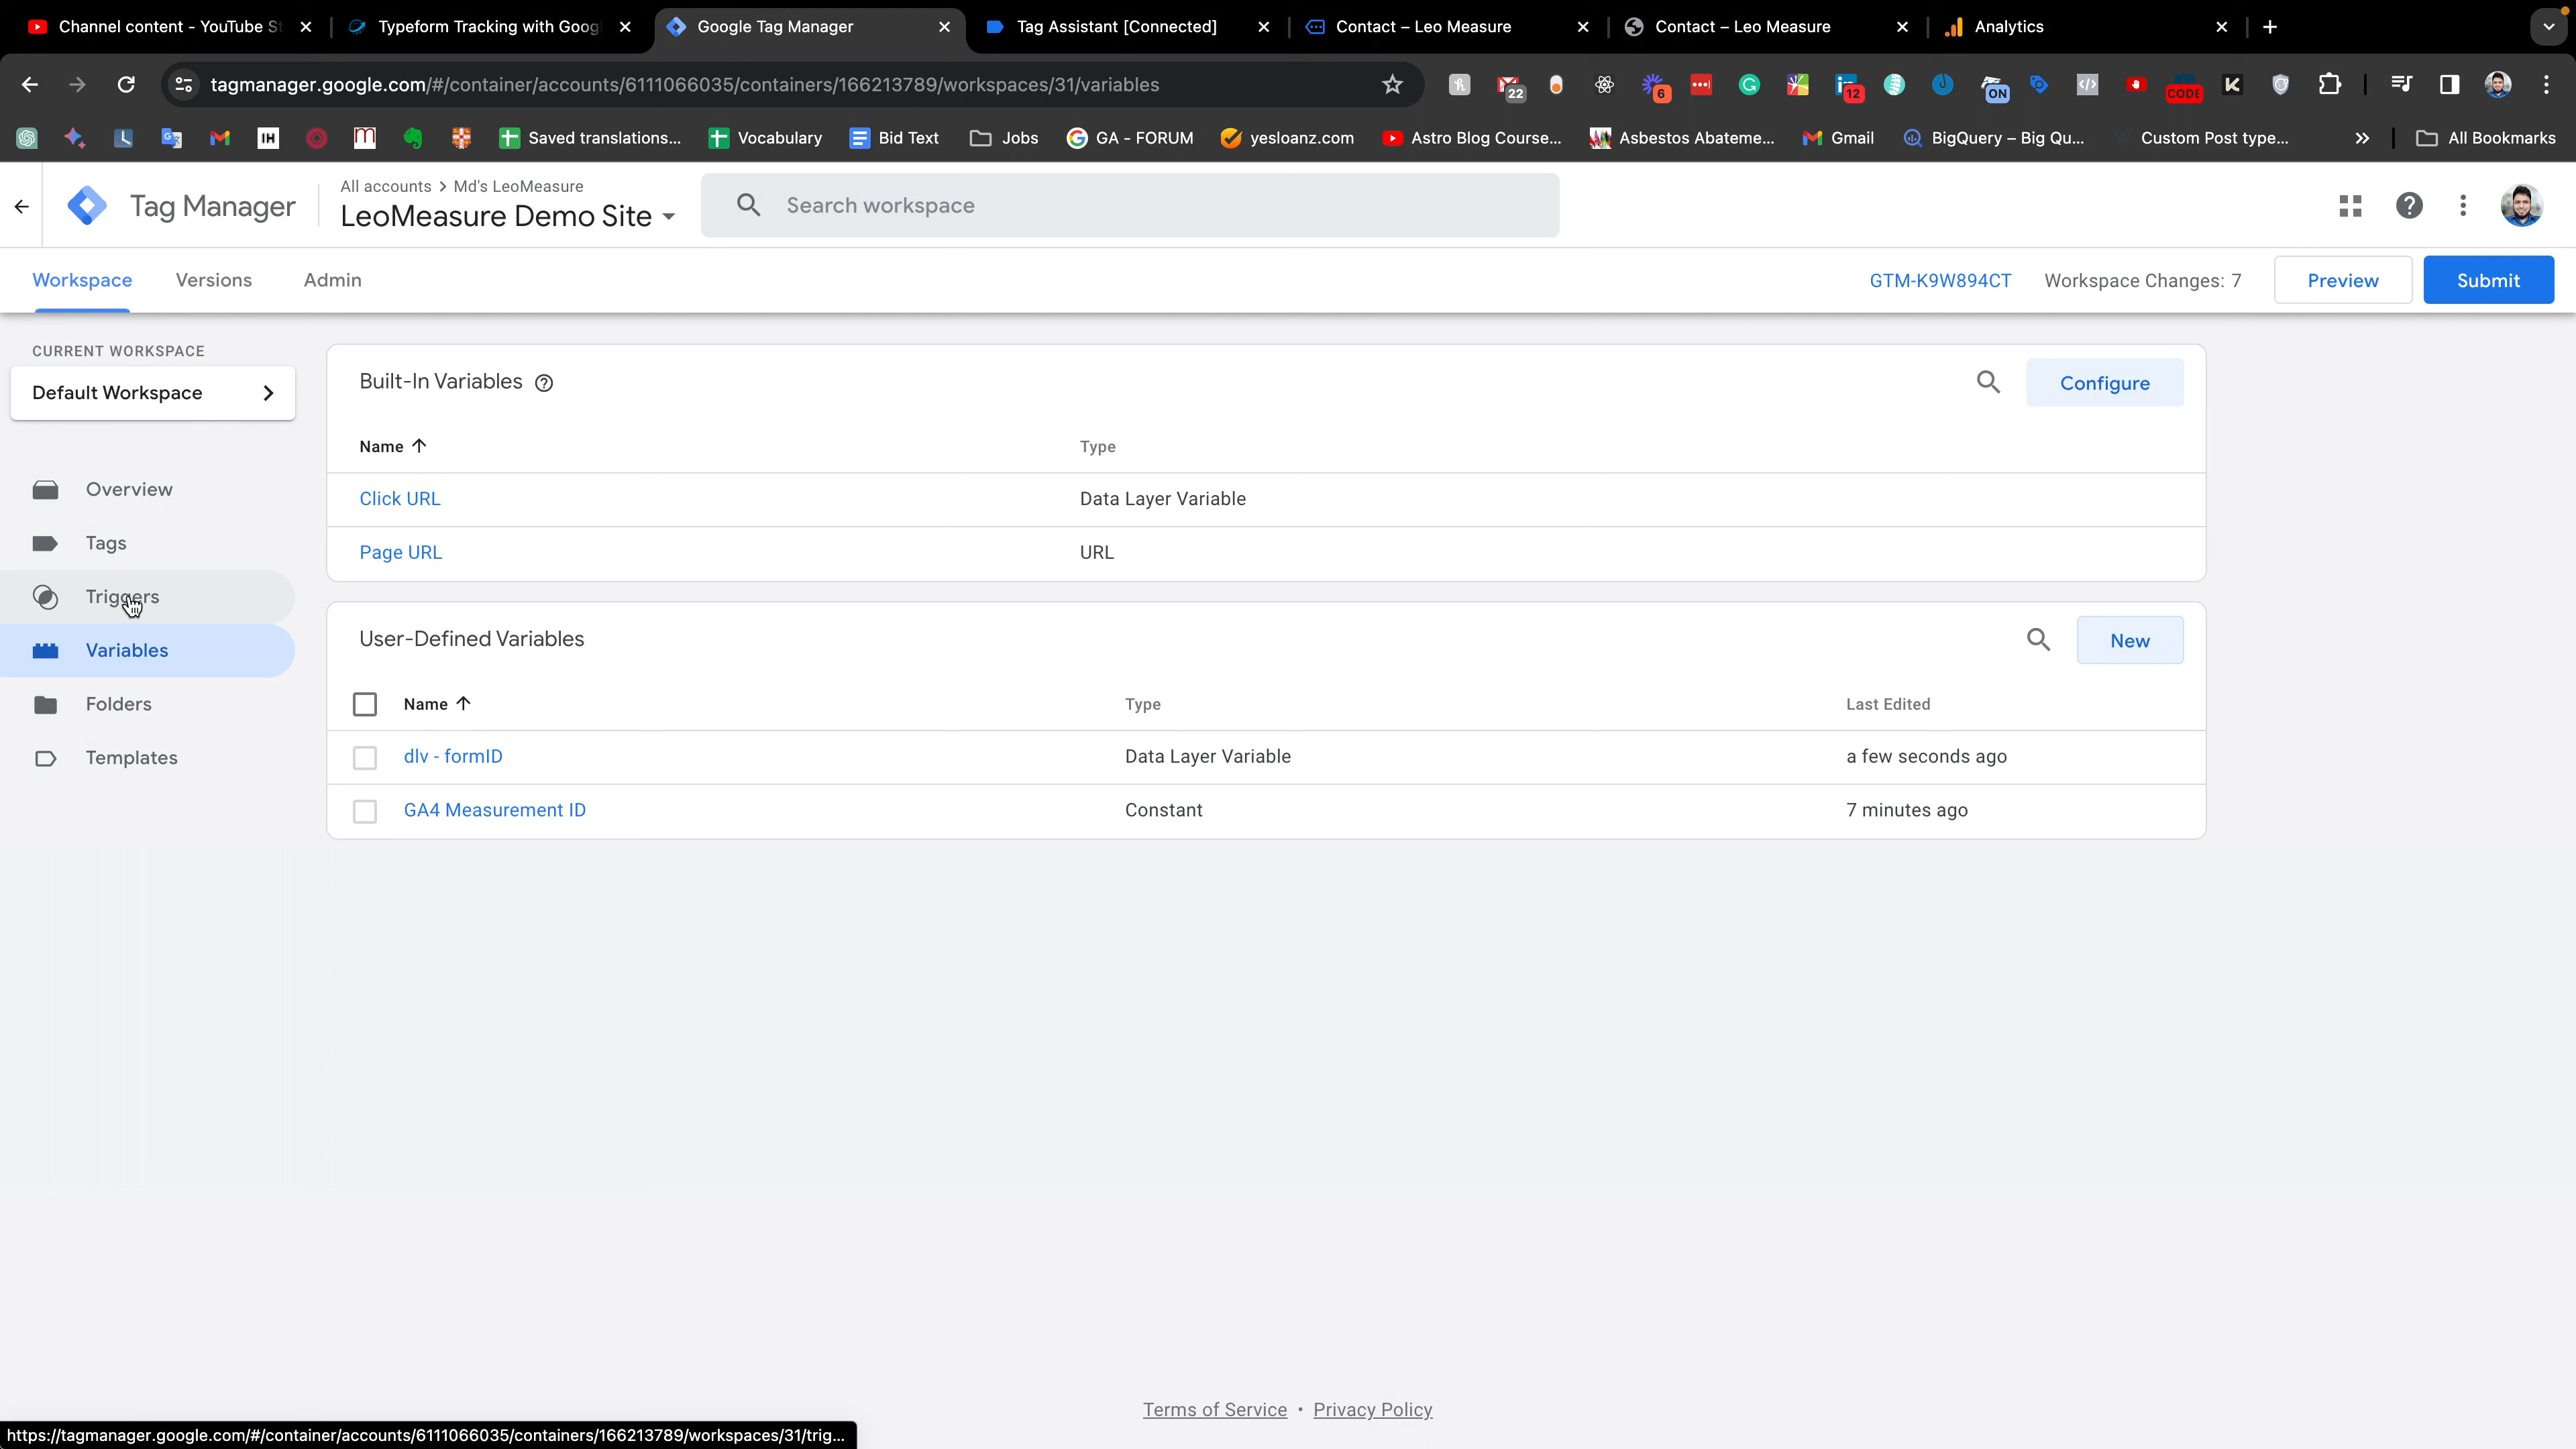 Channel content - YouTube St
Typeform Tracking with Goog
Google Tag Manager
Tag Assistant [Connected]
Contact – Leo Measure
Contact – Leo Measure
Analytics
tagmanager.google.com/#/container/accounts/6111066035/containers/166213789/workspaces/31/variables
22
6
12
ON
CODE
IH
Saved translations...
Vocabulary
Bid Text
Jobs
GA - FORUM
yesloanz.com
Astro Blog Course...
Asbestos Abateme...
Gmail
BigQuery – Big Qu...
Custom Post type...
All Bookmarks
Tag Manager
All accounts > Md's LeoMeasure
LeoMeasure Demo Site
Search workspace
Workspace
Versions
Admin
GTM-K9W894CT
Workspace Changes: 7
Preview
Submit
CURRENT WORKSPACE
Default Workspace
Overview
Tags
Triggers
Variables
Folders
Templates
Built-In Variables
Configure
Name
Type
Click URL
Data Layer Variable
Page URL
URL
User-Defined Variables
New
Name
Type
Last Edited
dlv - formID
Data Layer Variable
a few seconds ago
GA4 Measurement ID
Constant
7 minutes ago
Terms of Service • Privacy Policy
https://tagmanager.google.com/#/container/accounts/6111066035/containers/166213789/workspaces/31/trig...